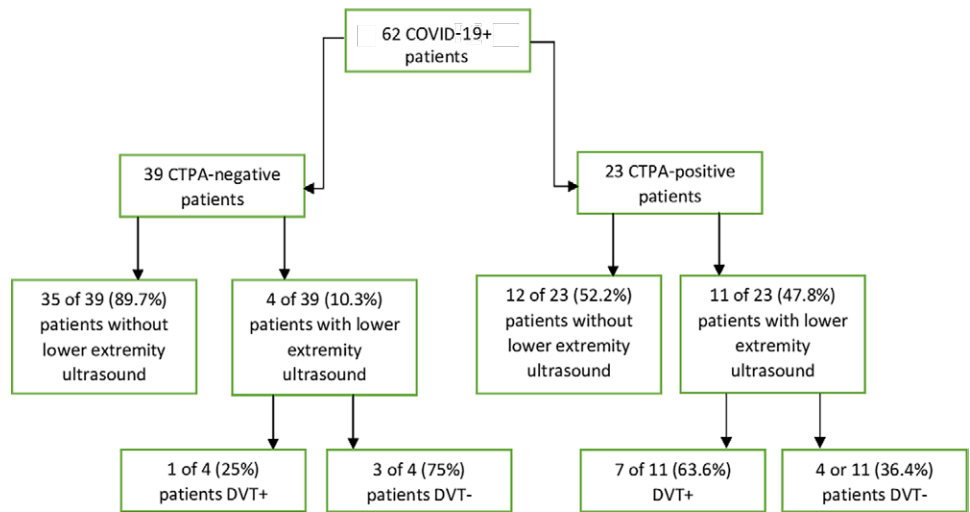 62 COVID-19+
patients
39 CTPA-negative
patients
23 CTPA-positive
patients
35 of 39 (89.7%)
patients without
lower extremity
ultrasound
4 of 39 (10.3%)
patients with lower
extremity
ultrasound
12 of 23 (52.2%)
patients without
lower extremity
ultrasound
11 of 23 (47.8%)
patients with lower
extremity
ultrasound
1 of 4 (25%)
patients DVT+
3 of 4 (75%)
patients DVT-
7 of 11 (63.6%)
DVT+
4 or 11 (36.4%)
patients DVT-